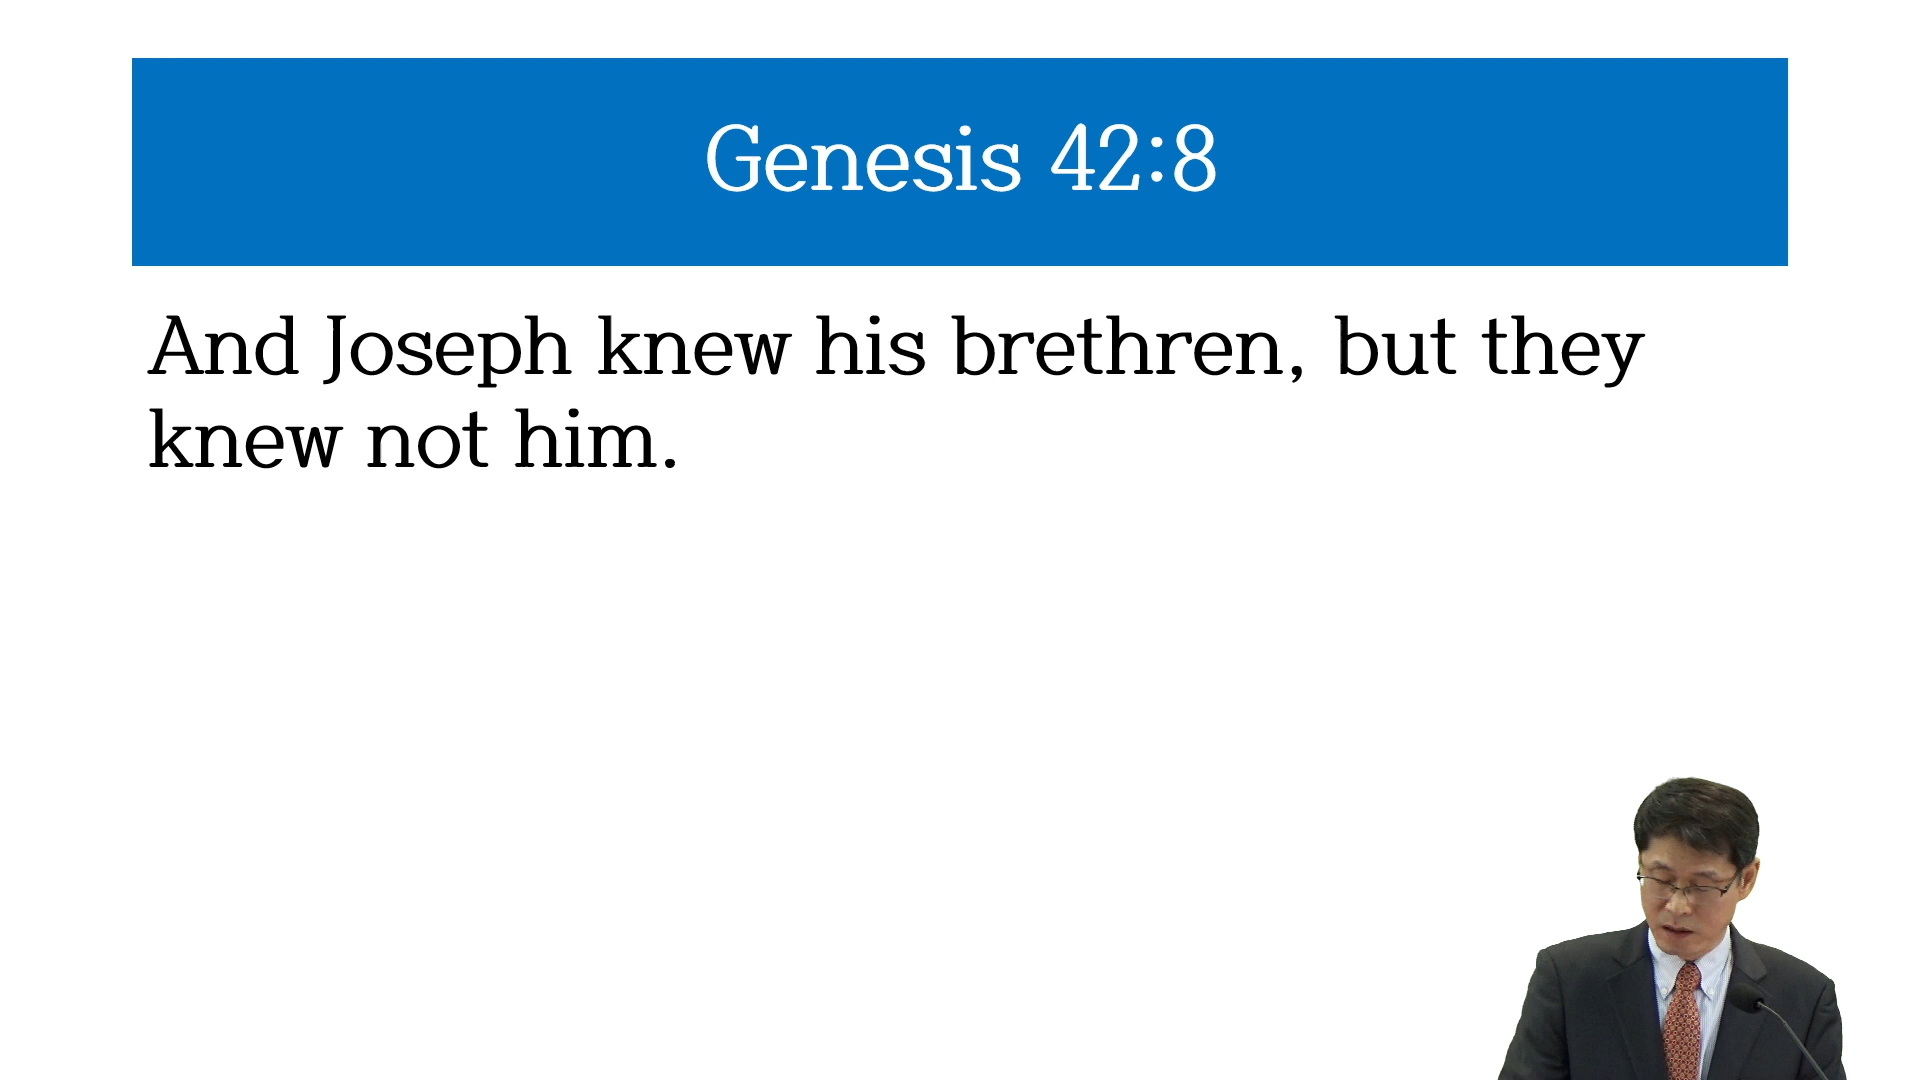 Genesis 42:8
And Joseph knew his brethren, but they
knew not him.